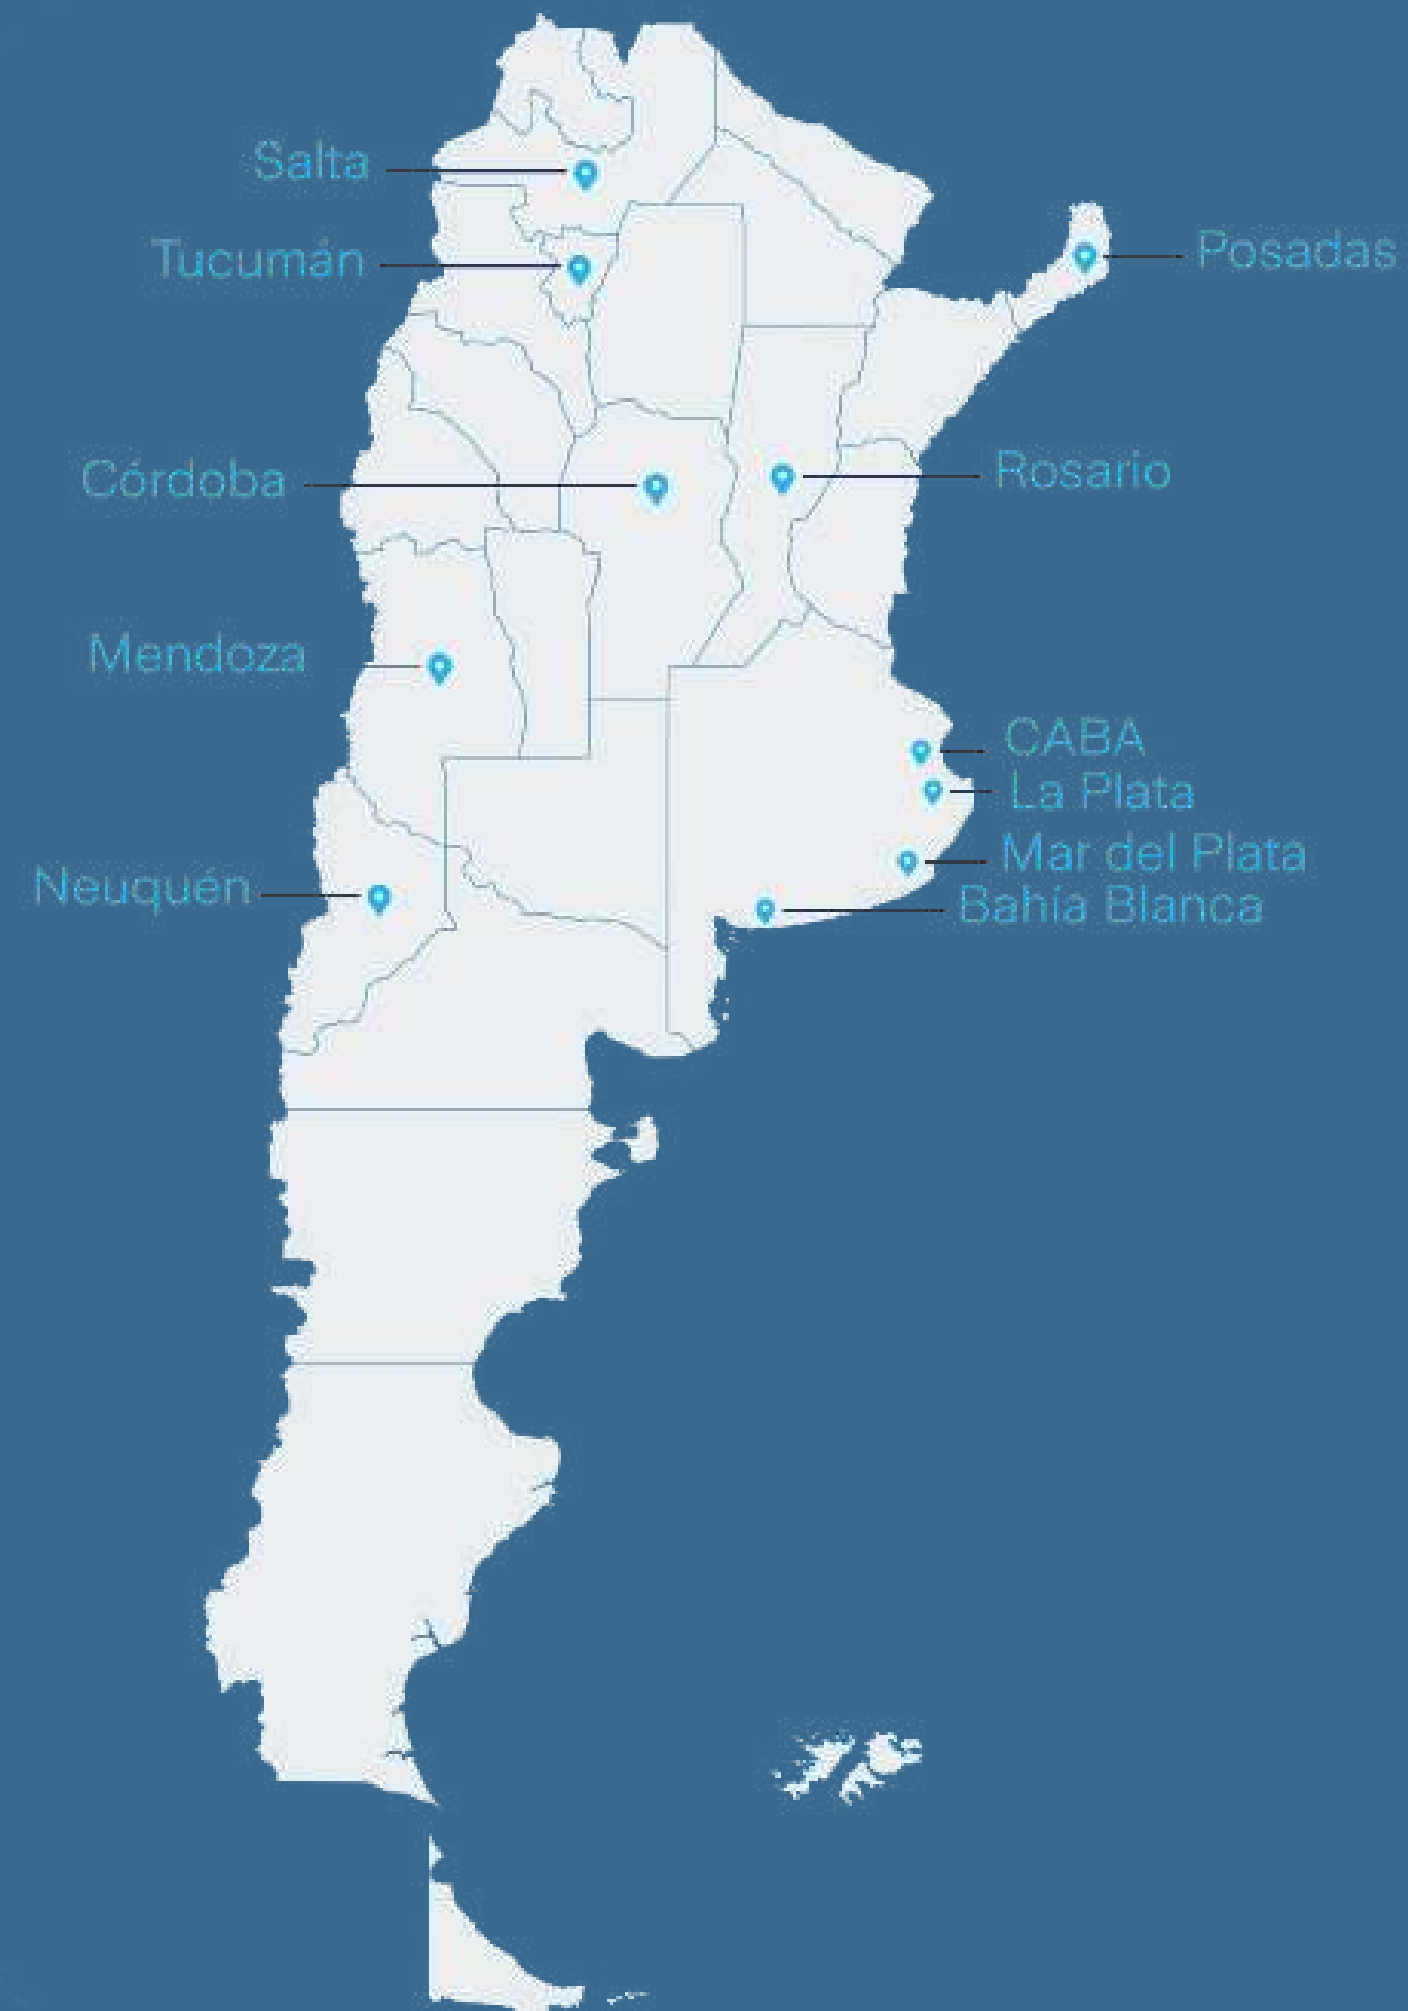 Salta
Tucumán
Posadas
Córdoba
Rosario
Mendoza
CABA
La Plata
Mar del Plata
Neuquén
Bahía Blanca